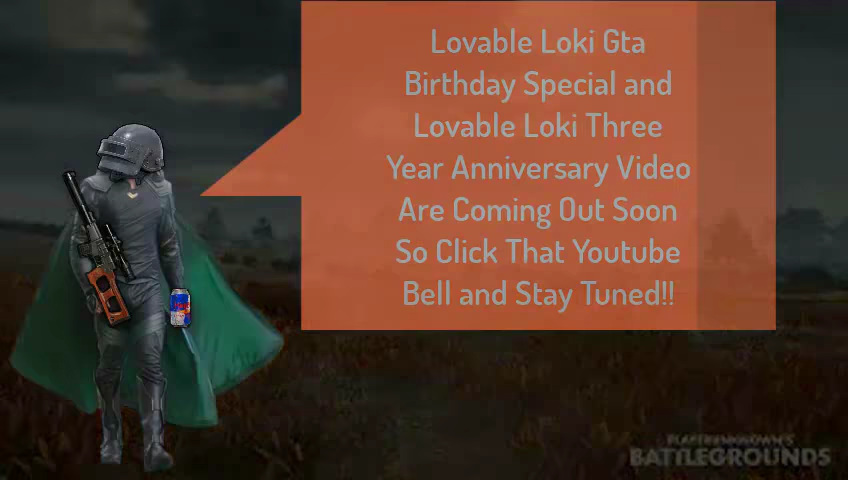 Lovable Loki Gta
Birthday Special and
Lovable Loki Three
Year Anniversary Video
Are Coming Out Soon
So Click That Youtube
Bell and Stay Tuned!!
PLAYERUNKNOWN'S
BATTLEGROUNDS